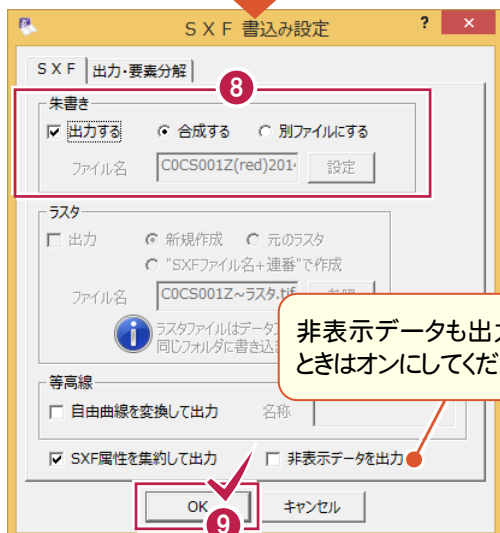 SXF 書込み設定 ? ×
SXF 出力・要素分解
8
朱書き
出力する 合成する 別ファイルにする
ファイル名 C0CS001Z(red)201 設定
ラスタ
出力 新規作成 元のラスタ
"SXFファイル名+連番"で作成
ファイル名 C0CS001Z~ラスタ.tif
ラスタファイルはデータ
同じフォルダに書き込ま
非表示データも出
ときはオンにしてくだ
等高線
自由曲線を変換して出力 名称
SXF属性を集約して出力 非表示データを出力
OK キャンセル
9